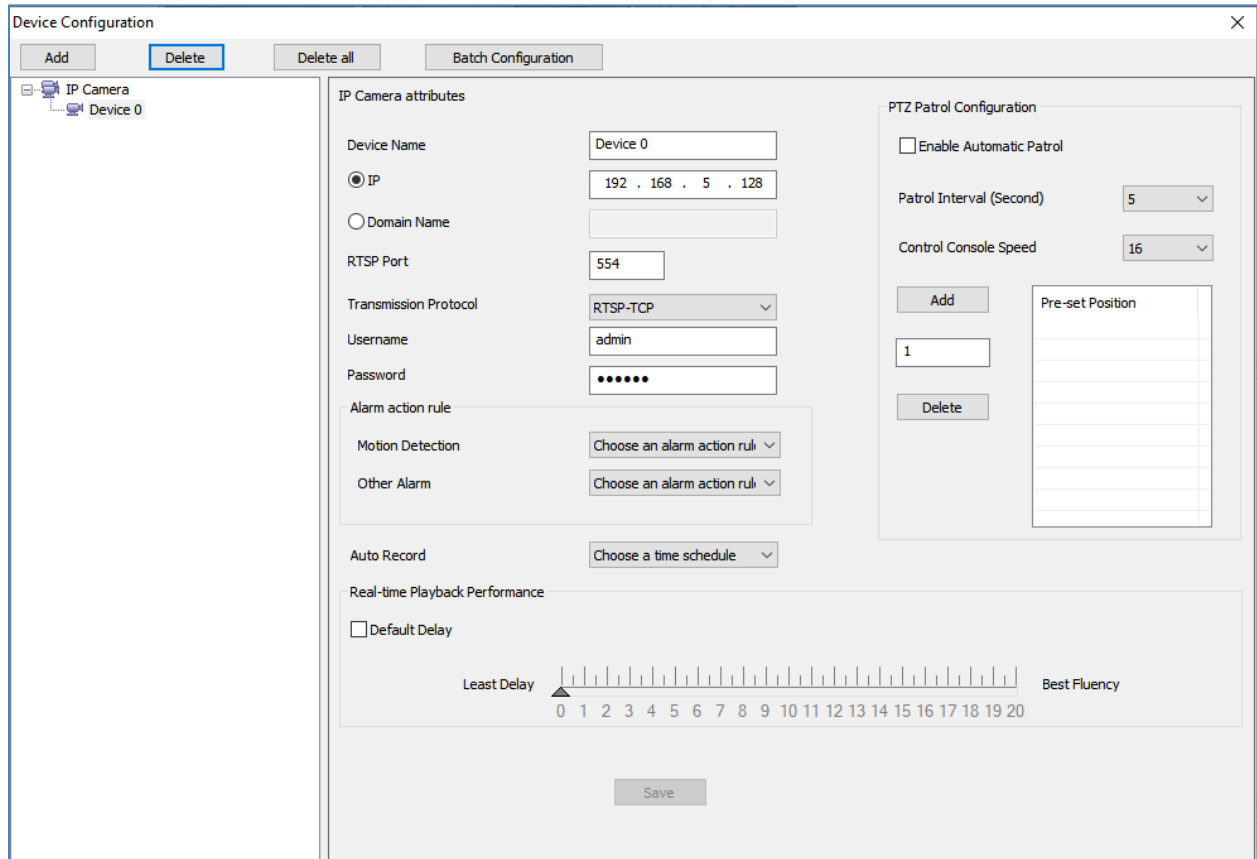 Device Configuration
Add Delete Delete all Batch Configuration
IP Camera
Device 0
IP Camera attributes
Device Name Device 0
IP 192 . 168 . 5 . 128
Domain Name
RTSP Port 554
Transmission Protocol RTSP-TCP
Username admin
Password ••••••
Alarm action rule
Motion Detection Choose an alarm action rul
Other Alarm Choose an alarm action rul
Auto Record Choose a time schedule
PTZ Patrol Configuration
Enable Automatic Patrol
Patrol Interval (Second) 5
Control Console Speed 16
Add
1
Delete
Pre-set Position
Real-time Playback Performance
Default Delay
Least Delay Best Fluency
0 1 2 3 4 5 6 7 8 9 10 11 12 13 14 15 16 17 18 19 20
Save